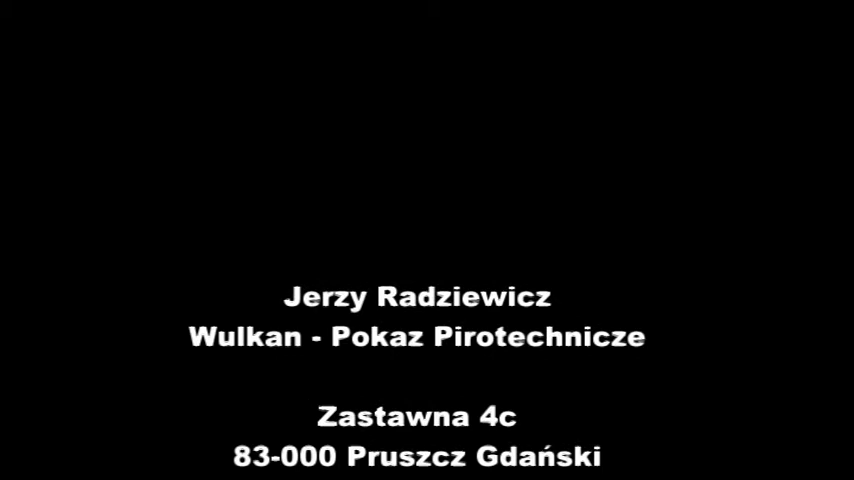 Jerzy Radziewicz
Wulkan - Pokaz Pirotechnicze
Zastawna 4c
83-000 Pruszcz Gdański